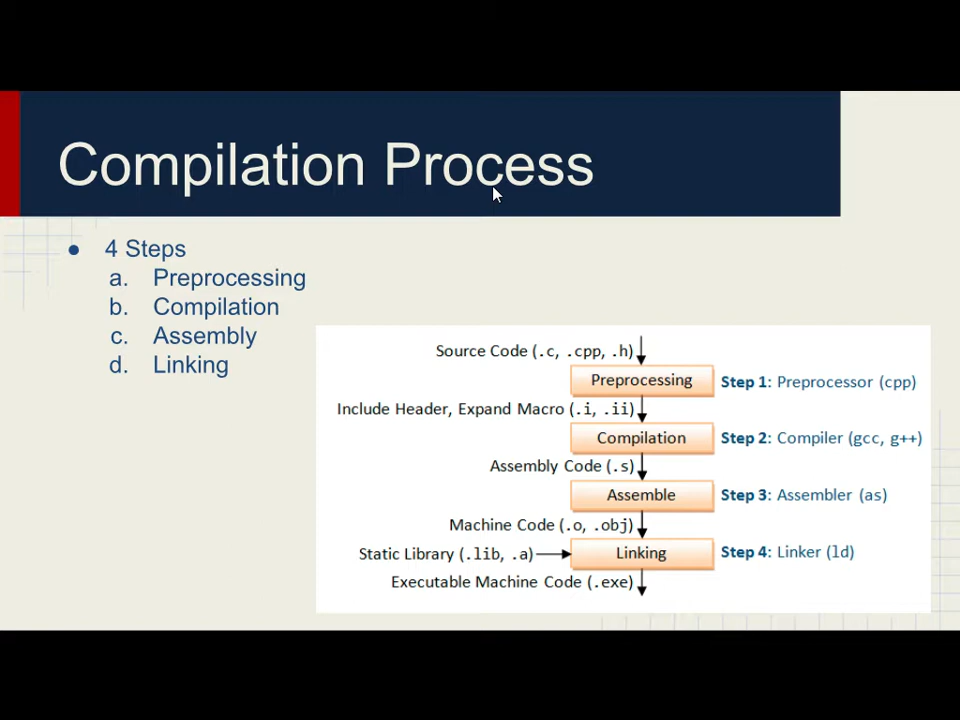 Compilation Process
● 4 Steps
a. Preprocessing
b. Compilation
c. Assembly
d. Linking
Source Code (.c, .cpp, .h)
Preprocessing
Step 1: Preprocessor (cpp)
Include Header, Expand Macro (.i, .ii)
Compilation
Step 2: Compiler (gcc, g++)
Assembly Code (.s)
Assemble
Step 3: Assembler (as)
Machine Code (.o, .obj)
Static Library (.lib, .a)
Linking
Step 4: Linker (ld)
Executable Machine Code (.exe)